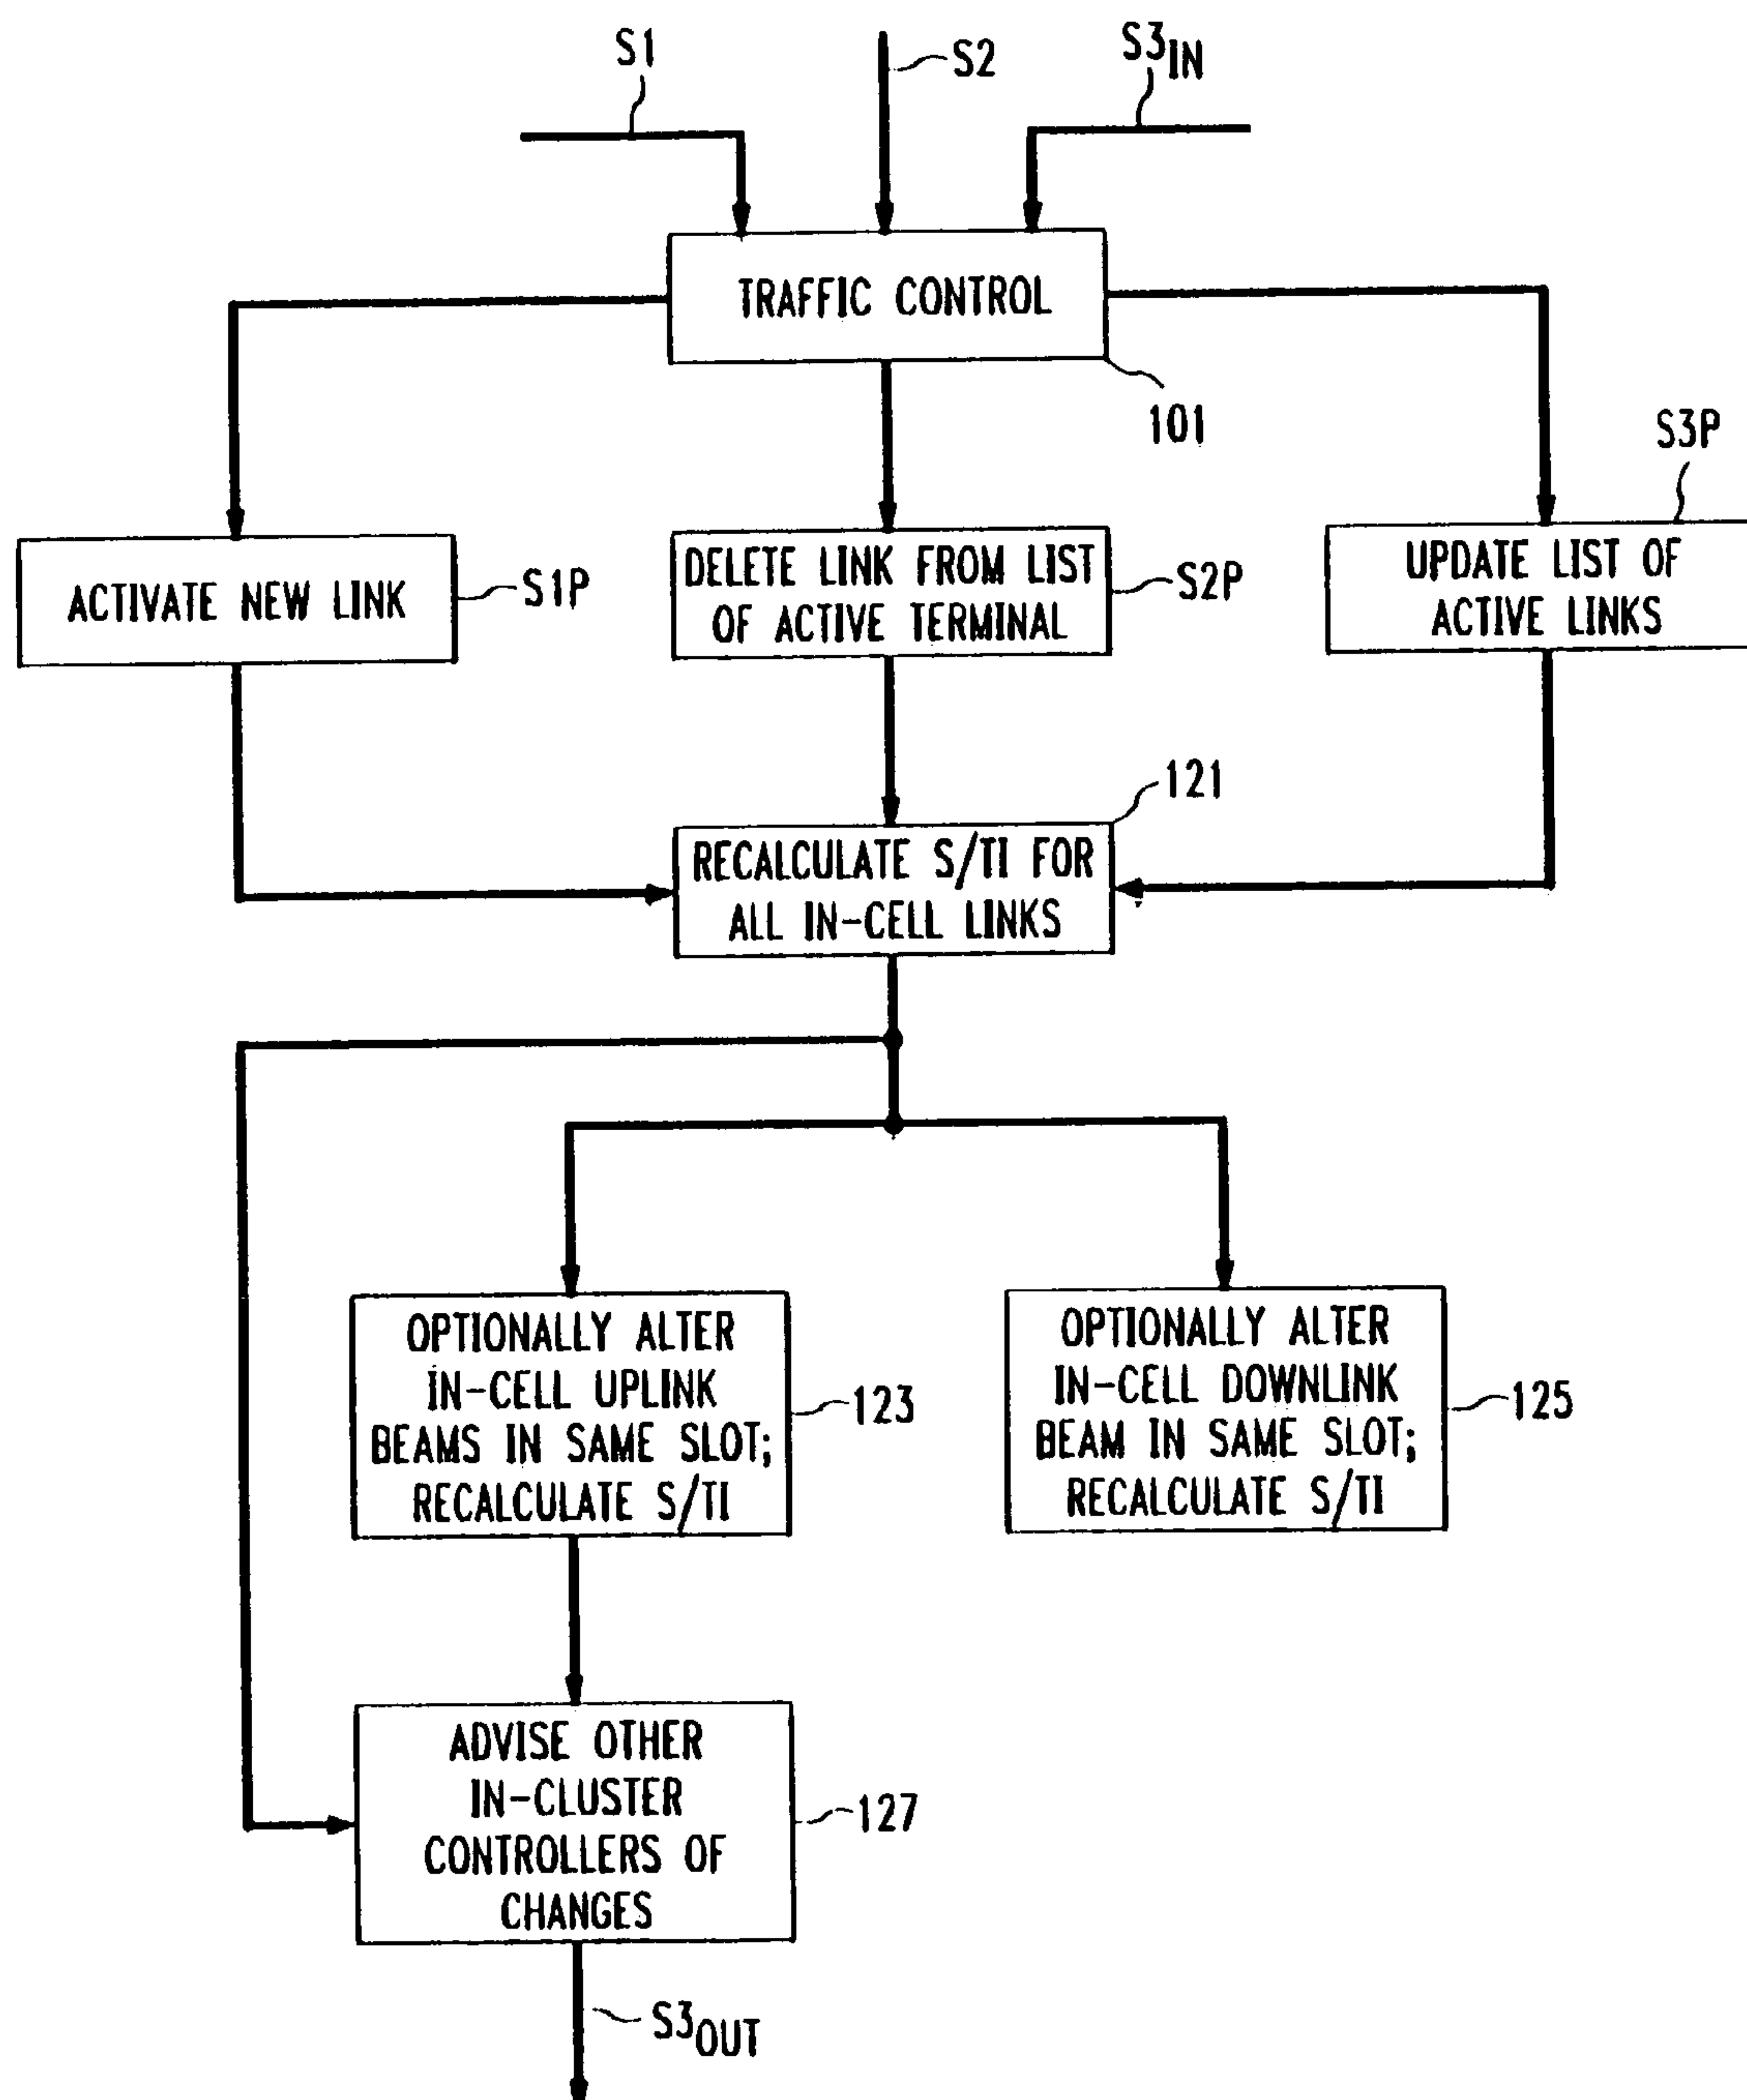 S1
S2
S3IN
TRAFFIC CONTROL
101
S3P
ACTIVATE NEW LINK
S1P
DELETE LINK FROM LIST
OF ACTIVE TERMINAL
S2P
UPDATE LIST OF
ACTIVE LINKS
121
RECALCULATE S/TI FOR
ALL IN-CELL LINKS
OPTIONALLY ALTER
IN-CELL UPLINK
BEAMS IN SAME SLOT;
RECALCULATE S/TI
123
OPTIONALLY ALTER
IN-CELL DOWNLINK
BEAM IN SAME SLOT;
RECALCULATE S/TI
125
ADVISE OTHER
IN-CLUSTER
CONTROLLERS OF
CHANGES
127
S3OUT